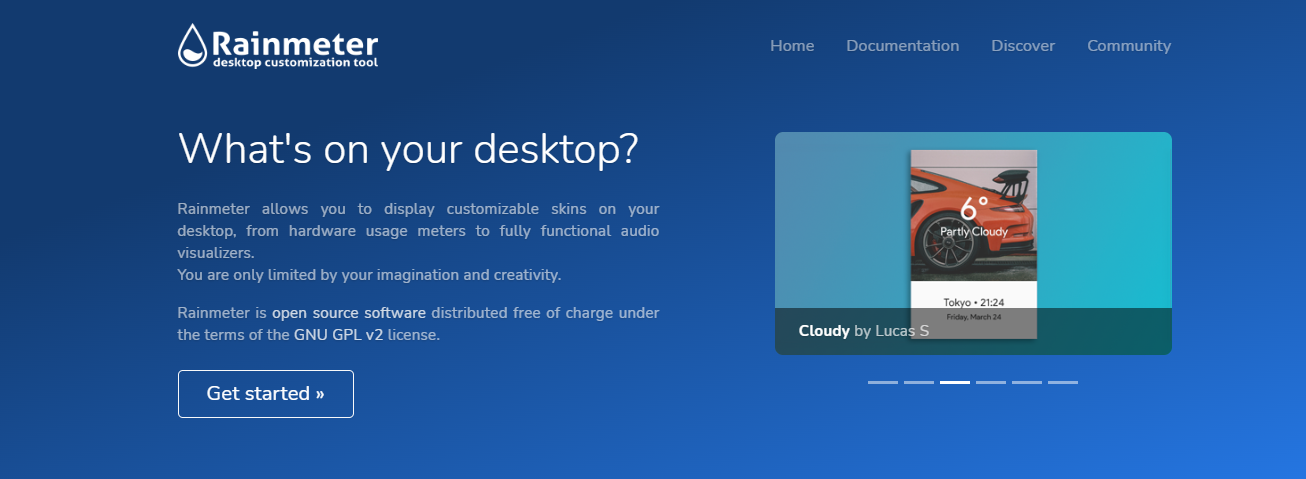 Rainmeter
desktop customization tool
Home Documentation Discover Community
What's on your desktop?
Rainmeter allows you to display customizable skins on your
desktop, from hardware usage meters to fully functional audio
visualizers.
You are only limited by your imagination and creativity.
Rainmeter is open source software distributed free of charge under
the terms of the GNU GPL v2 license.
Get started »
6°
Partly Cloudy
Tokyo • 21:24
Friday, March 24
Cloudy by Lucas S